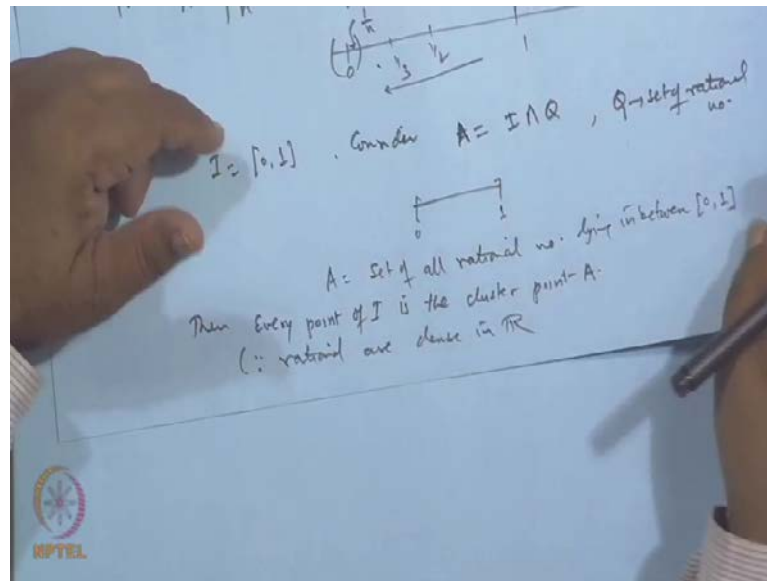 1/n
0 1/3 1/2 1
I = [0,1] . Consider A = I ∩ Q , Q → set of rational no.
0 1
A = Set of all rational no. lying in between [0,1]
Then Every point of I is the cluster point A.
(∵ rational are dense in ℝ
NPTEL